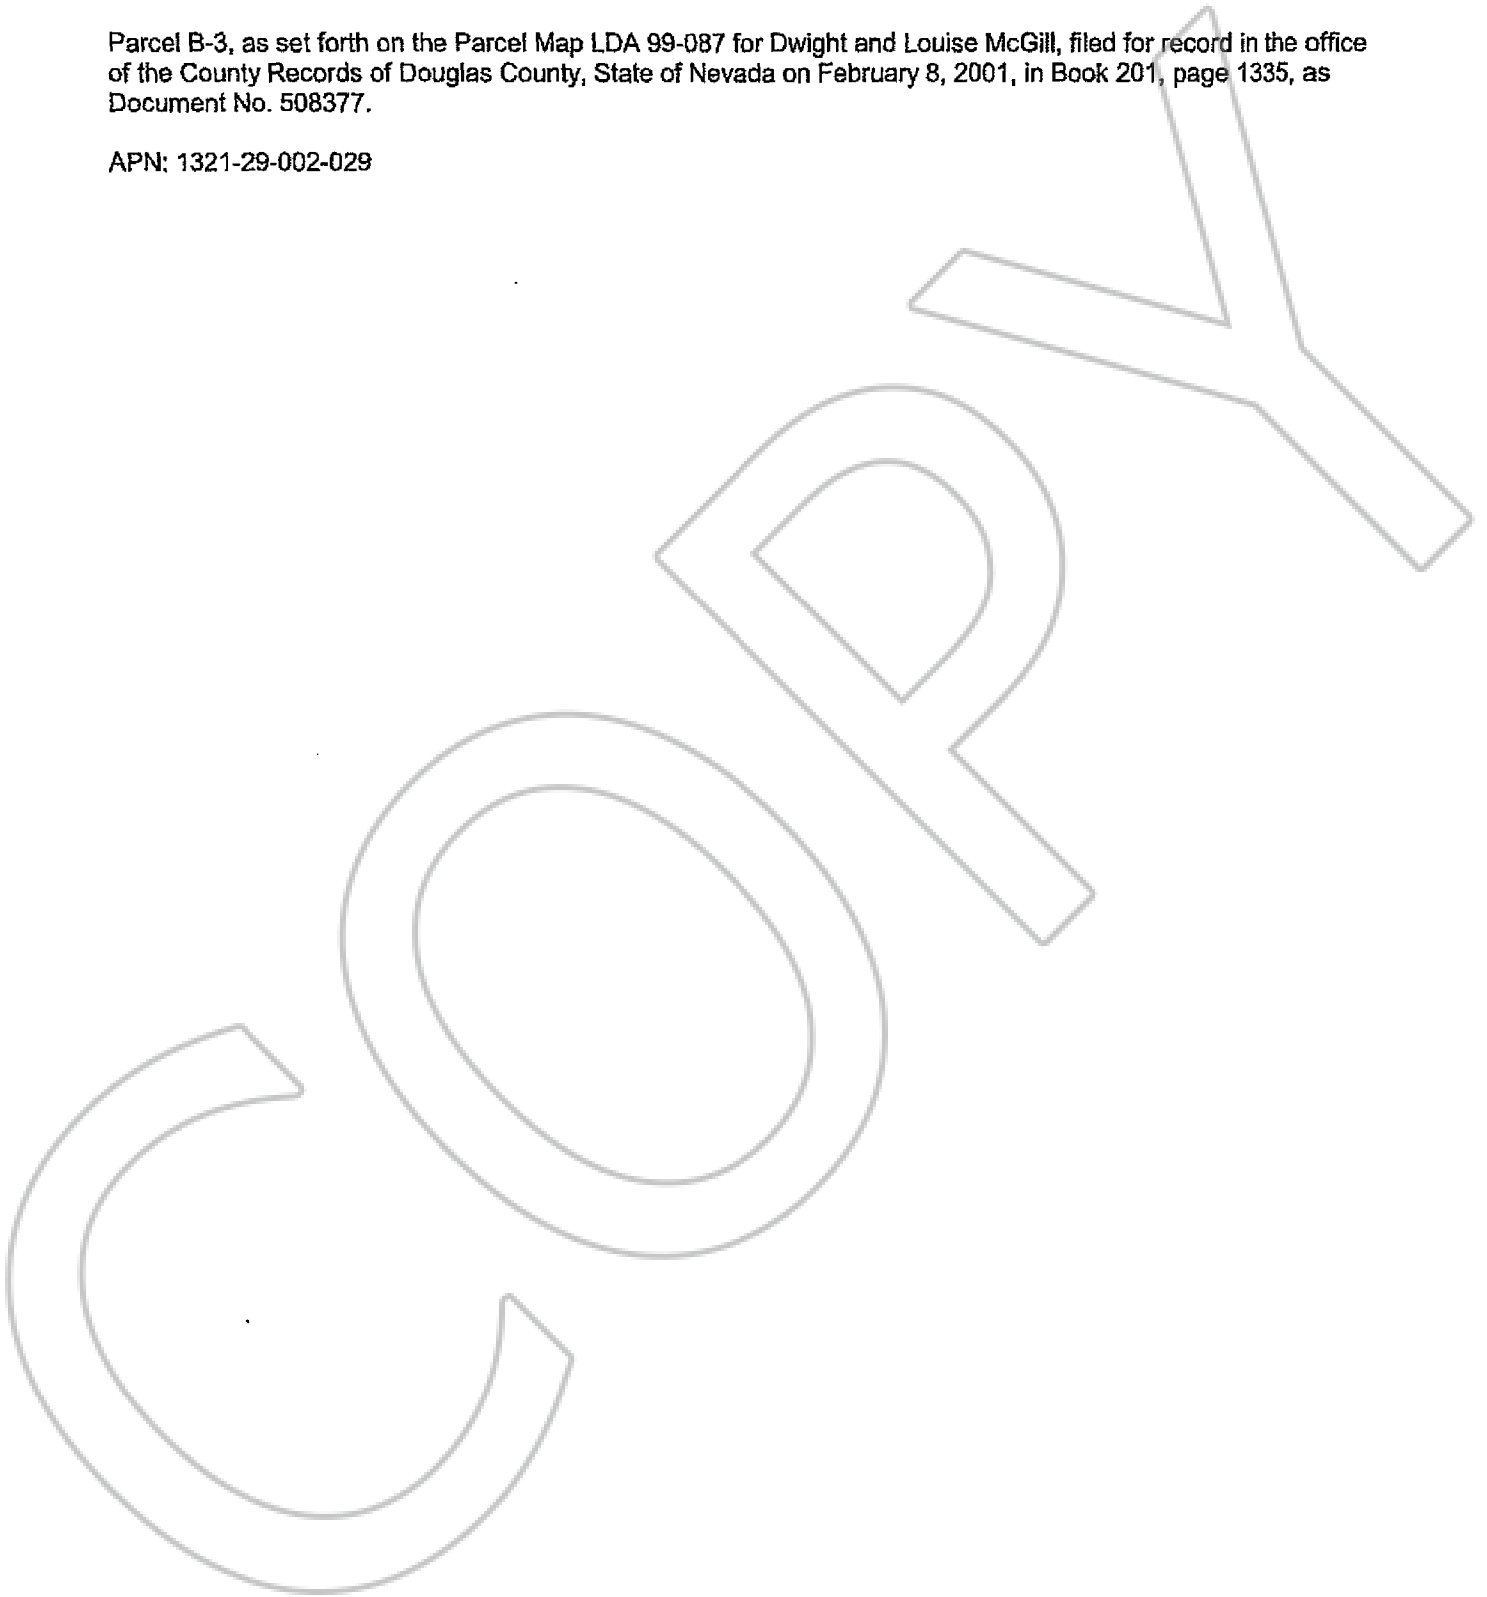 Parcel B-3, as set forth on the Parcel Map LDA 99-087 for Dwight and Louise McGill, filed for record in the office
of the County Records of Douglas County, State of Nevada on February 8, 2001, in Book 201, page 1335, as
Document No. 508377.
APN: 1321-29-002-029
COPY